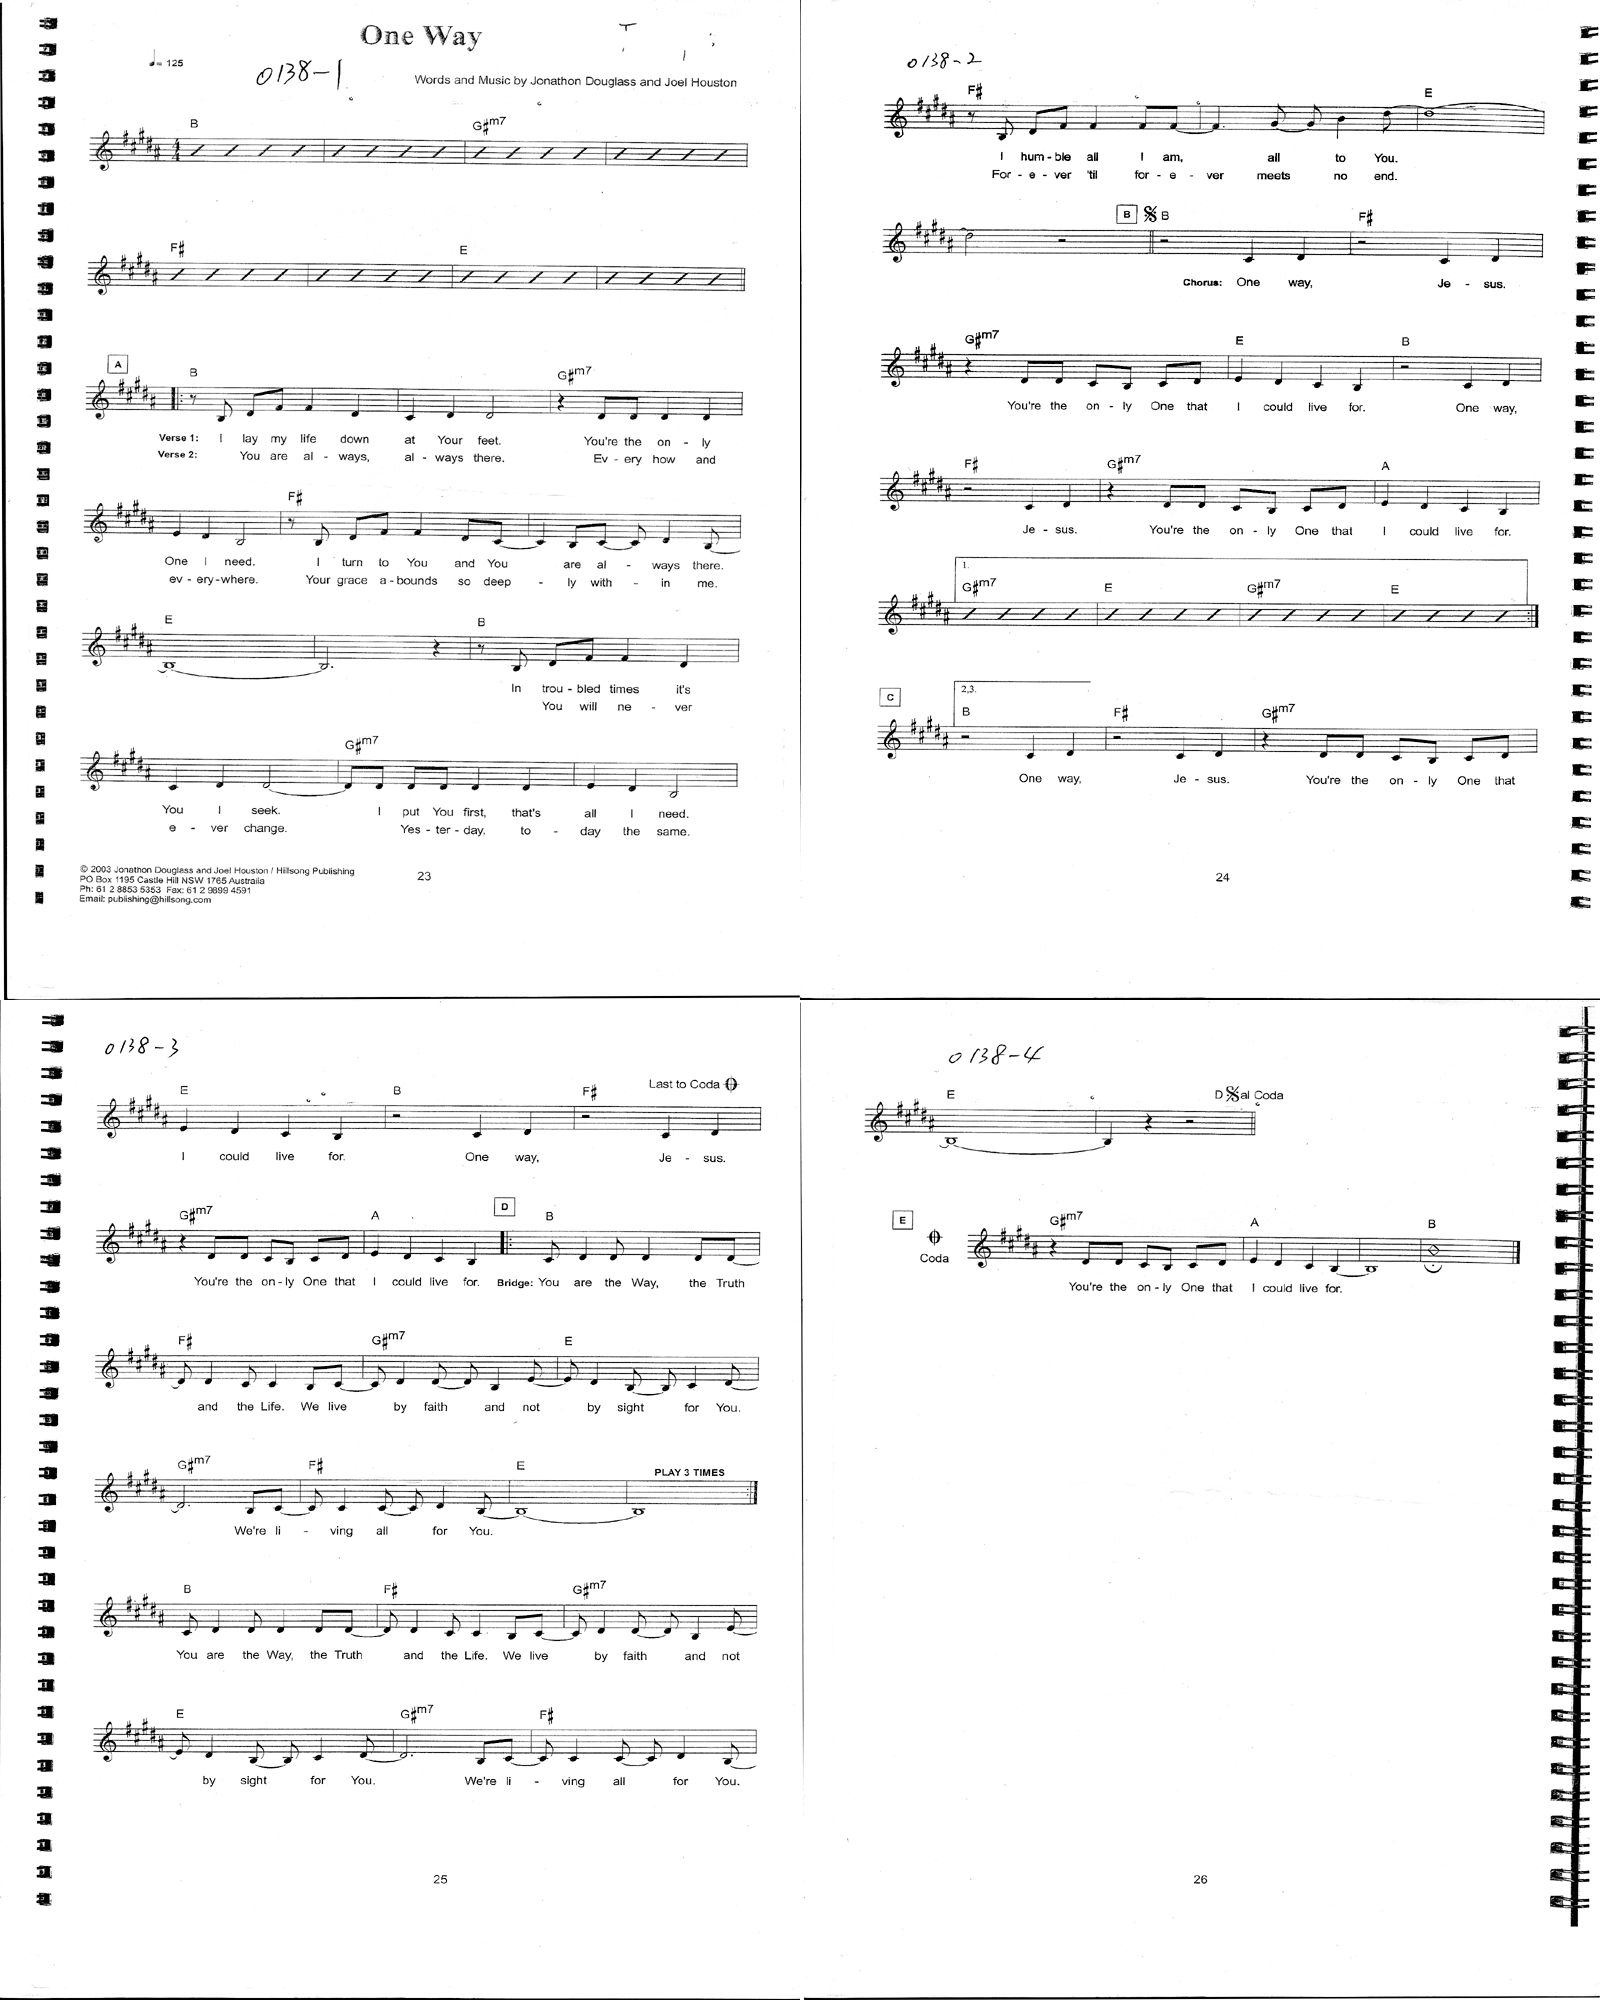 One Way
♩= 125
0138-1
Words and Music by Jonathon Douglass and Joel Houston
B G#m7
4 4
F# E
A
B G#m7
Verse 1: I lay my life down at Your feet. You're the on - ly
Verse 2: You are al - ways, al - ways there. Ev - ery how and
F#
One I need. I turn to You and You are al - ways there.
ev - ery-where. Your grace a-bounds so deep - ly with - in me.
E B
In trou - bled times it's
You will ne - ver
G#m7
You I seek. I put You first, that's all I need.
e - ver change. Yes - ter - day, to - day the same.
© 2003 Jonathon Douglass and Joel Houston / Hillsong Publishing
PO Box 1195 Castle Hill NSW 1765 Australia
Ph: 61 2 8853 5353 Fax: 61 2 9899 4591
Email: publishing@hillsong.com
23
0138-2
F# E
I hum - ble all I am, all to You.
For - e - ver 'til for - e - ver meets no end.
B B F#
Chorus: One way, Je - sus.
G#m7 E B
You're the on - ly One that I could live for. One way,
F# G#m7 A
Je - sus. You're the on - ly One that I could live for.
1.
G#m7 E G#m7 E
C 2,3.
B F# G#m7
One way, Je - sus. You're the on - ly One that
24
0138-3
Last to Coda
E B F#
I could live for. One way, Je - sus.
D
G#m7 A B
You're the on - ly One that I could live for. Bridge: You are the Way, the Truth
F# G#m7 E
and the Life. We live by faith and not by sight for You.
G#m7 F# E PLAY 3 TIMES
We're li - ving all for You.
B F# G#m7
You are the Way, the Truth and the Life. We live by faith and not
E G#m7 F#
by sight for You. We're li - ving all for You.
25
0138-4
E D 𝄋 al Coda
E G#m7 A B
Coda
You're the on - ly One that I could live for.
26